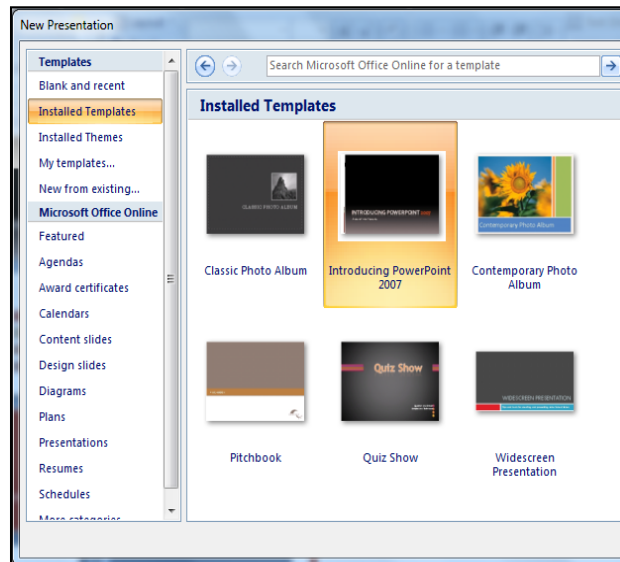 New Presentation
Templates
Blank and recent
Installed Templates
Installed Themes
My templates...
New from existing...
Microsoft Office Online
Featured
Agendas
Award certificates
Calendars
Content slides
Design slides
Diagrams
Plans
Presentations
Resumes
Schedules
More categories
Search Microsoft Office Online for a template
Installed Templates
CLASSIC PHOTO ALBUM
Classic Photo Album
INTRODUCING POWERPOINT 2007
Introducing PowerPoint
2007
Contemporary Photo Album
Contemporary Photo
Album
Pitchbook
Quiz Show
Quiz Show
WIDESCREEN PRESENTATION
Widescreen
Presentation